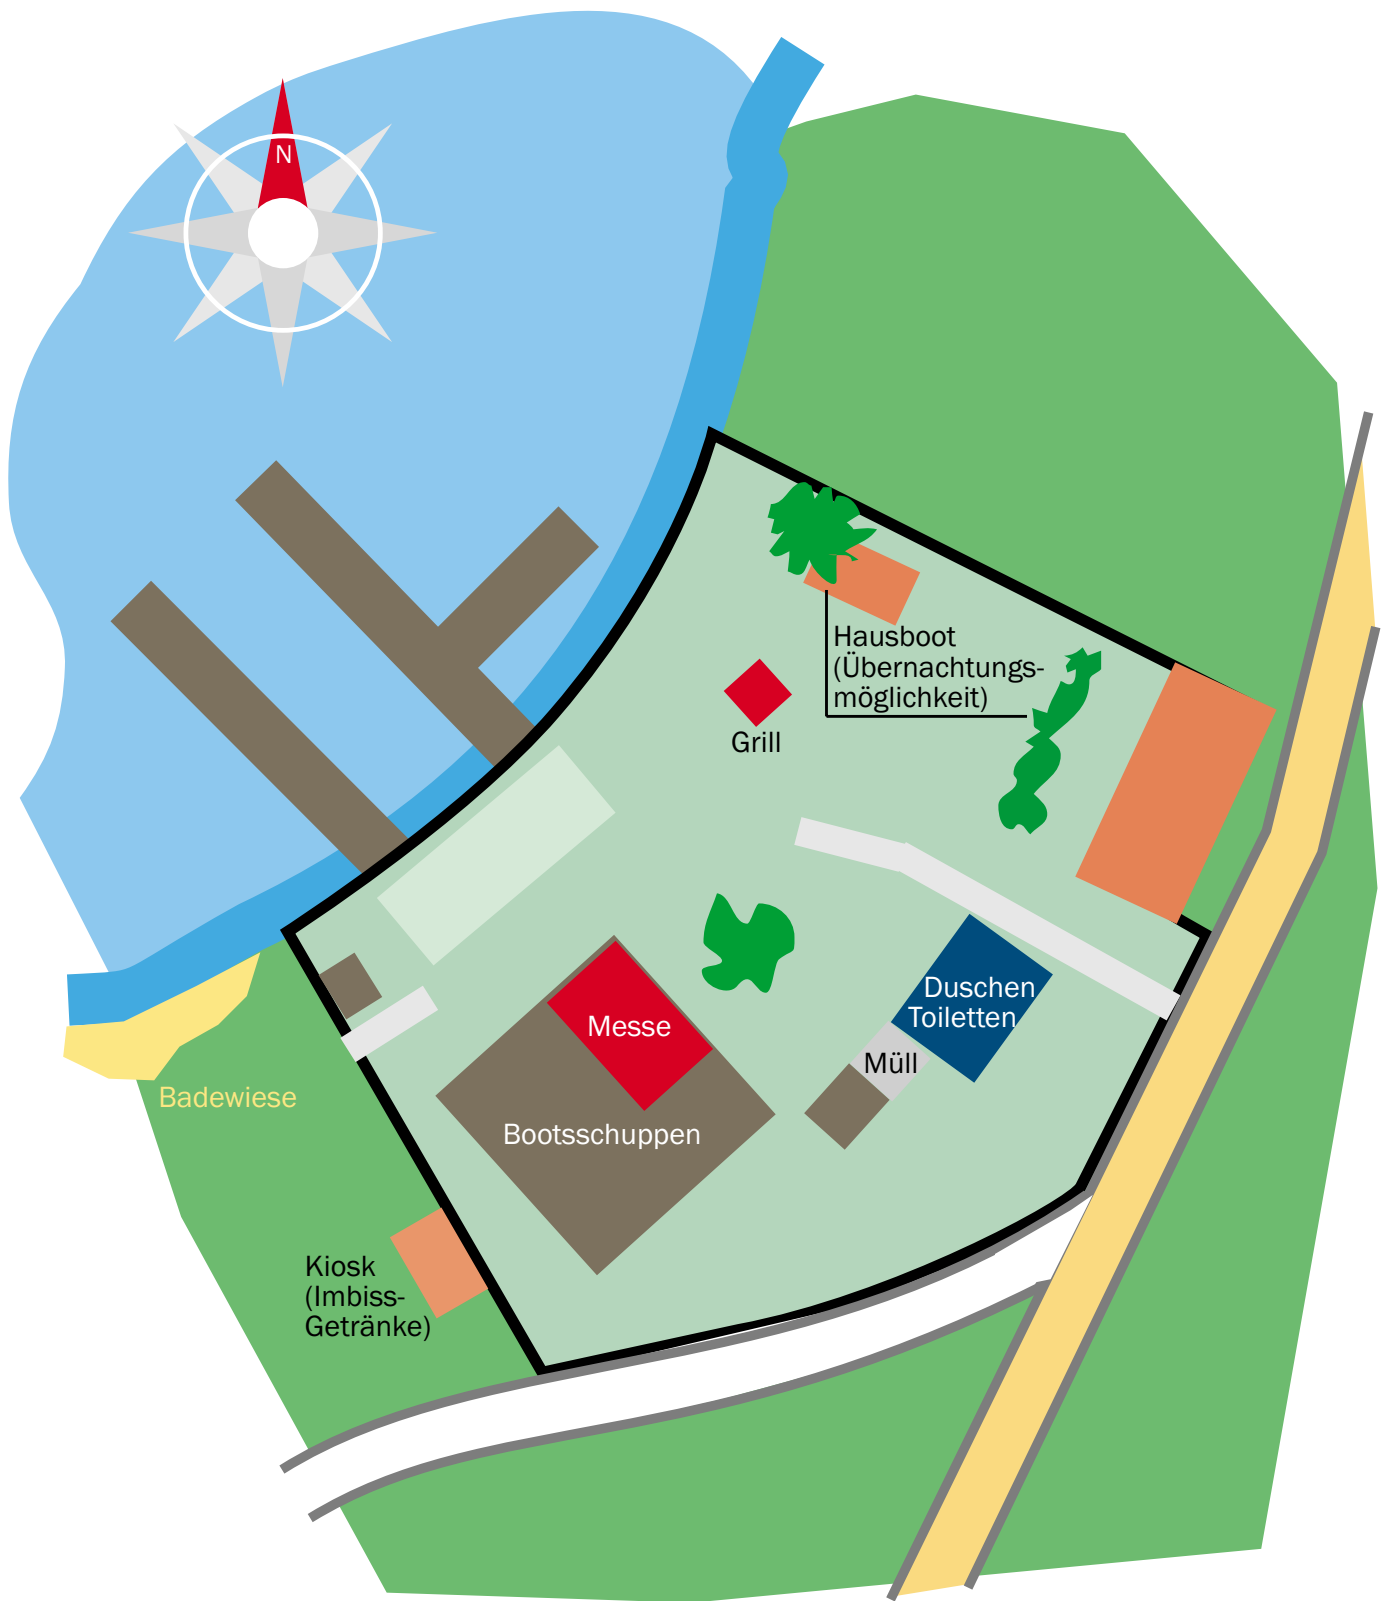 N
Hausboot
(Übernachtungs-
möglichkeit)
Grill
Duschen
Toiletten
Messe
Müll
Badewiese
Bootsschuppen
Kiosk
(Imbiss-
Getränke)